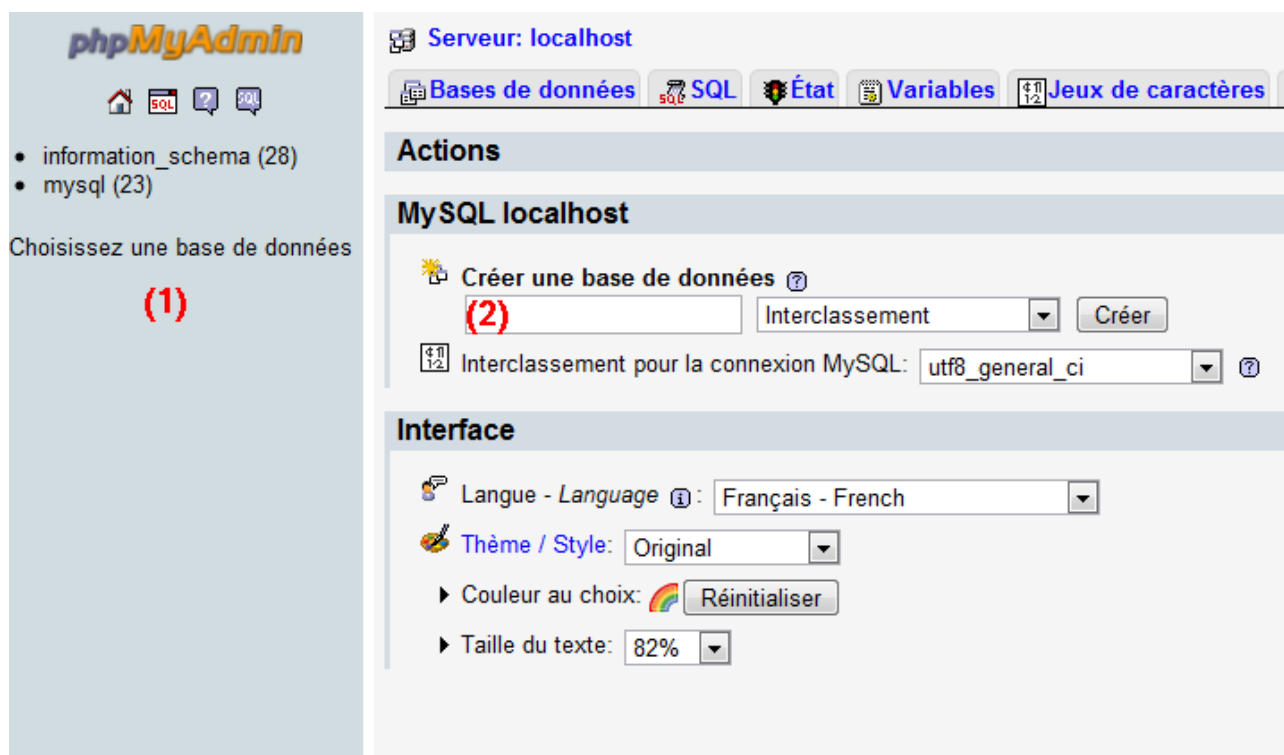 phpMyAdmin
SQL
SQL
information_schema (28)
mysql (23)
Choisissez une base de données
(1)
Serveur: localhost
Bases de données
SQL
État
Variables
Jeux de caractères
Actions
MySQL localhost
Créer une base de données
(2)
Interclassement
Créer
Interclassement pour la connexion MySQL:
utf8_general_ci
Interface
Langue - Language : Français - French
Thème / Style: Original
Couleur au choix: Réinitialiser
Taille du texte: 82%